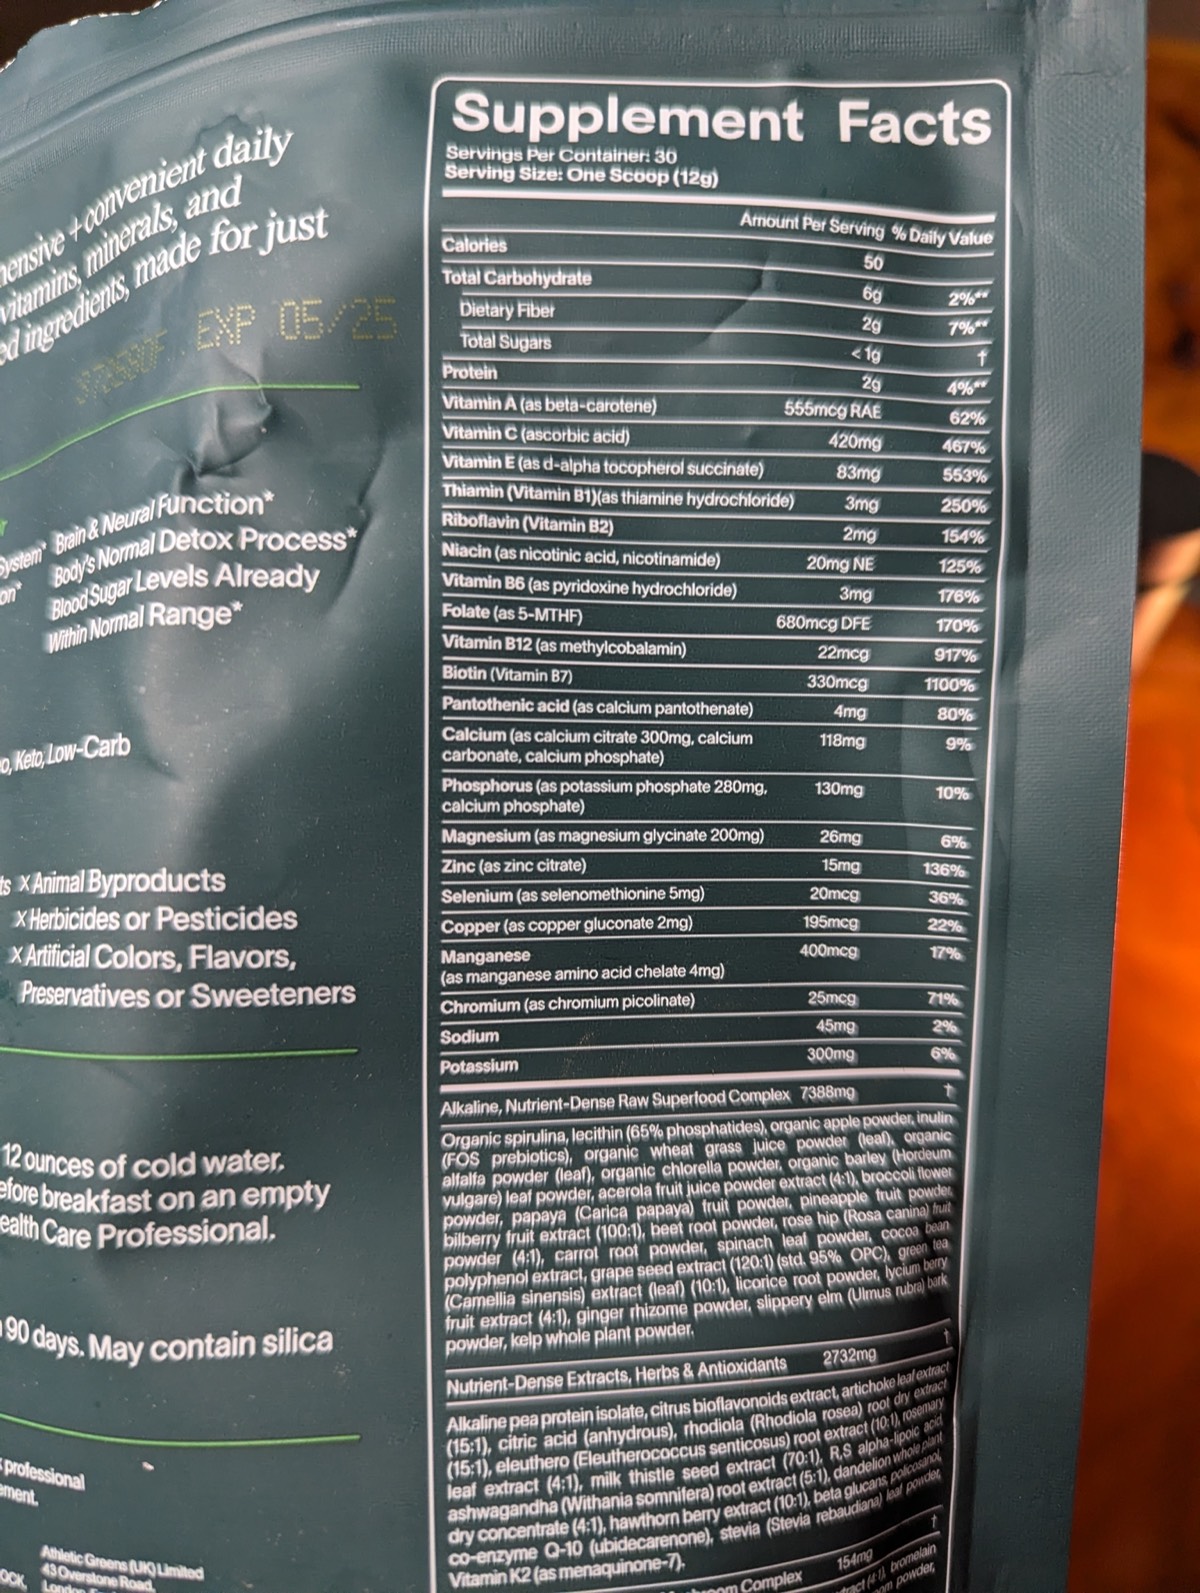 convenient daily
vitamins, minerals, and
ed ingredients, made for just
EXP 05/25
Brain & Neural Function*
Body's Normal Detox Process*
Blood Sugar Levels Already
Within Normal Range*
Keto, Low-Carb
x Animal Byproducts
x Herbicides or Pesticides
x Artificial Colors, Flavors,
Preservatives or Sweeteners
12 ounces of cold water.
efore breakfast on an empty
ealth Care Professional.
90 days. May contain silica
professional
ement.
Athletic Greens (UK) Limited
43 Overstone Road,
Supplement Facts
Servings Per Container: 30
Serving Size: One Scoop (12g)
Amount Per Serving % Daily Value
Calories 50
Total Carbohydrate 6g 2%**
Dietary Fiber 2g 7%**
Total Sugars <1g †
Protein 2g 4%**
Vitamin A (as beta-carotene) 555mcg RAE 62%
Vitamin C (ascorbic acid) 420mg 467%
Vitamin E (as d-alpha tocopherol succinate) 83mg 553%
Thiamin (Vitamin B1)(as thiamine hydrochloride) 3mg 250%
Riboflavin (Vitamin B2) 2mg 154%
Niacin (as nicotinic acid, nicotinamide) 20mg NE 125%
Vitamin B6 (as pyridoxine hydrochloride) 3mg 176%
Folate (as 5-MTHF) 680mcg DFE 170%
Vitamin B12 (as methylcobalamin) 22mcg 917%
Biotin (Vitamin B7) 330mcg 1100%
Pantothenic acid (as calcium pantothenate) 4mg 80%
Calcium (as calcium citrate 300mg, calcium 118mg 9%
carbonate, calcium phosphate)
Phosphorus (as potassium phosphate 280mg, 130mg 10%
calcium phosphate)
Magnesium (as magnesium glycinate 200mg) 26mg 6%
Zinc (as zinc citrate) 15mg 136%
Selenium (as selenomethionine 5mg) 20mcg 36%
Copper (as copper gluconate 2mg) 195mcg 22%
Manganese 400mcg 17%
(as manganese amino acid chelate 4mg)
Chromium (as chromium picolinate) 25mcg 71%
Sodium 45mg 2%
Potassium 300mg 6%
Alkaline, Nutrient-Dense Raw Superfood Complex 7388mg †
Organic spirulina, lecithin (65% phosphatides), organic apple powder, inulin
(FOS prebiotics), organic wheat grass juice powder (leaf), organic
alfalfa powder (leaf), organic chlorella powder, organic barley (Hordeum
vulgare) leaf powder, acerola fruit juice powder extract (4:1), broccoli flower
powder, papaya (Carica papaya) fruit powder, pineapple fruit powder,
bilberry fruit extract (100:1), beet root powder, rose hip (Rosa canina) fruit
powder (4:1), carrot root powder, spinach leaf powder, cocoa bean
polyphenol extract, grape seed extract (120:1) (std. 95% OPC), green tea
(Camellia sinensis) extract (leaf) (10:1), licorice root powder, lycium berry
fruit extract (4:1), ginger rhizome powder, slippery elm (Ulmus rubra) bark
powder, kelp whole plant powder.
Nutrient-Dense Extracts, Herbs & Antioxidants 2732mg †
Alkaline pea protein isolate, citrus bioflavonoids extract, artichoke leaf extract
(15:1), citric acid (anhydrous), rhodiola (Rhodiola rosea) root dry extract
(15:1), eleuthero (Eleutherococcus senticosus) root extract (10:1), rosemary
leaf extract (4:1), milk thistle seed extract (70:1), R,S alpha-lipoic acid,
ashwagandha (Withania somnifera) root extract (5:1), dandelion whole plant
dry concentrate (4:1), hawthorn berry extract (10:1), beta glucans, policosanol,
co-enzyme Q-10 (ubidecarenone), stevia (Stevia rebaudiana) leaf powder,
Vitamin K2 (as menaquinone-7).
Complex 154mg †
bromelain
powder,